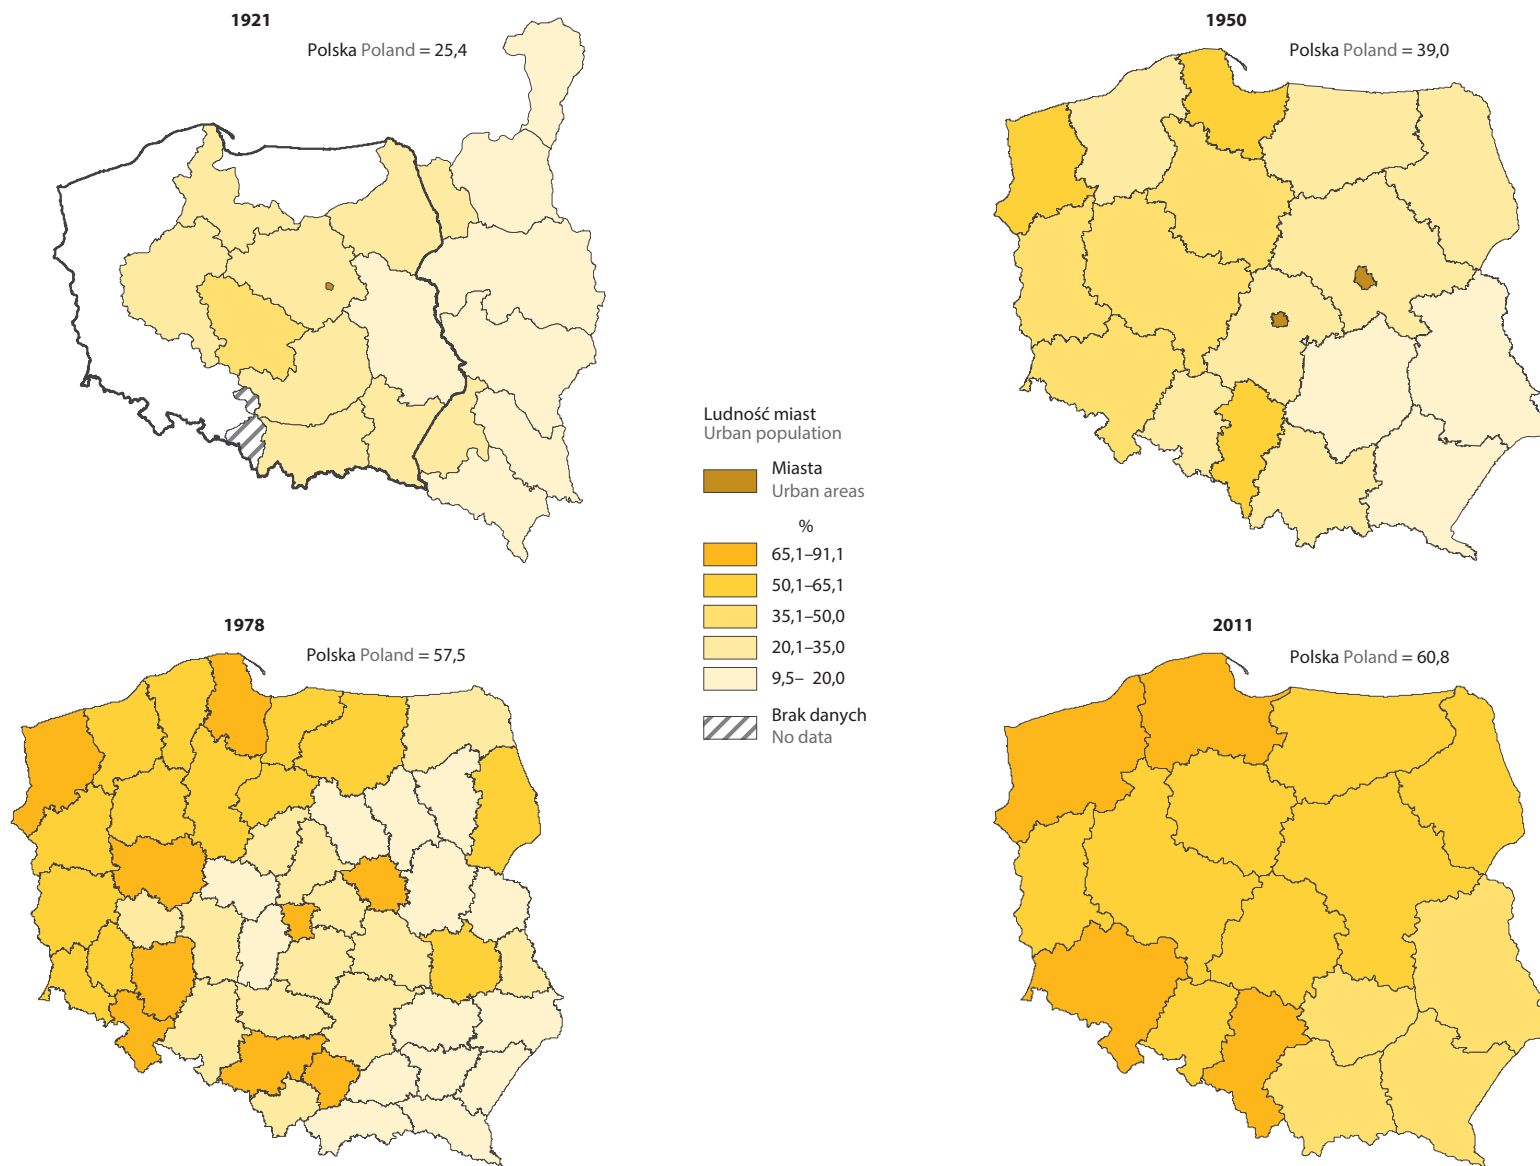 1921
Polska Poland = 25,4
1950
Polska Poland = 39,0
Ludność miast
Urban population
Miasta
Urban areas
%
65,1–91,1
50,1–65,1
35,1–50,0
20,1–35,0
9,5– 20,0
Brak danych
No data
1978
Polska Poland = 57,5
2011
Polska Poland = 60,8